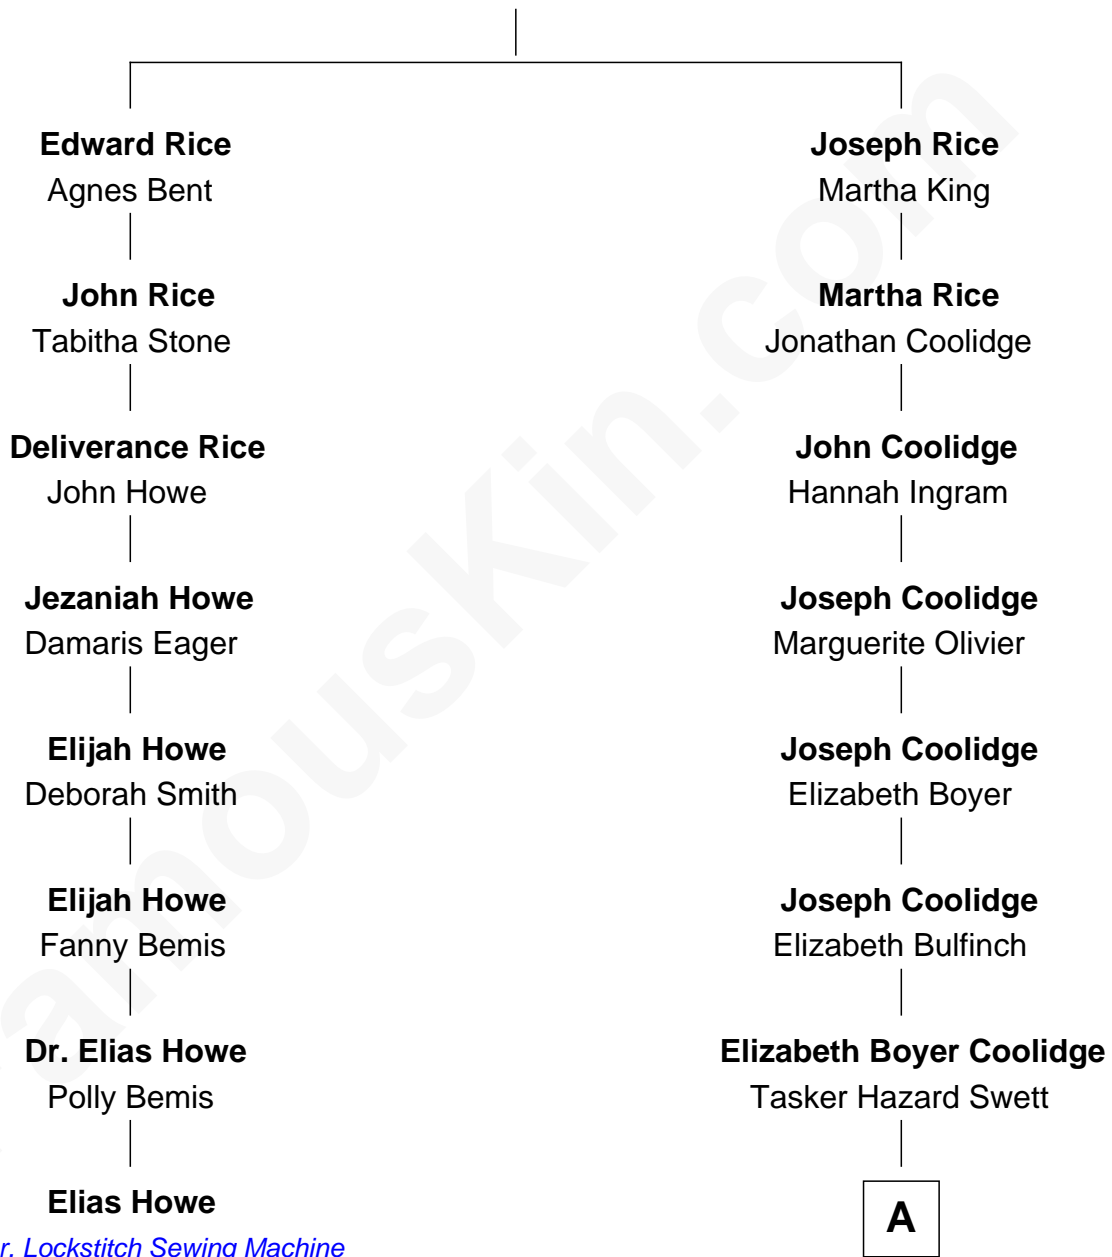 Edward Rice
Agnes Bent
John Rice
Tabitha Stone
Deliverance Rice
John Howe
Jezaniah Howe
Damaris Eager
Elijah Howe
Deborah Smith
Elijah Howe
Fanny Bemis
Dr. Elias Howe
Polly Bemis
Elias Howe
r. Lockstitch Sewing Machine
Joseph Rice
Martha King
Martha Rice
Jonathan Coolidge
John Coolidge
Hannah Ingram
Joseph Coolidge
Marguerite Olivier
Joseph Coolidge
Elizabeth Boyer
Joseph Coolidge
Elizabeth Bulfinch
Elizabeth Boyer Coolidge
Tasker Hazard Swett
A
amouskin.com